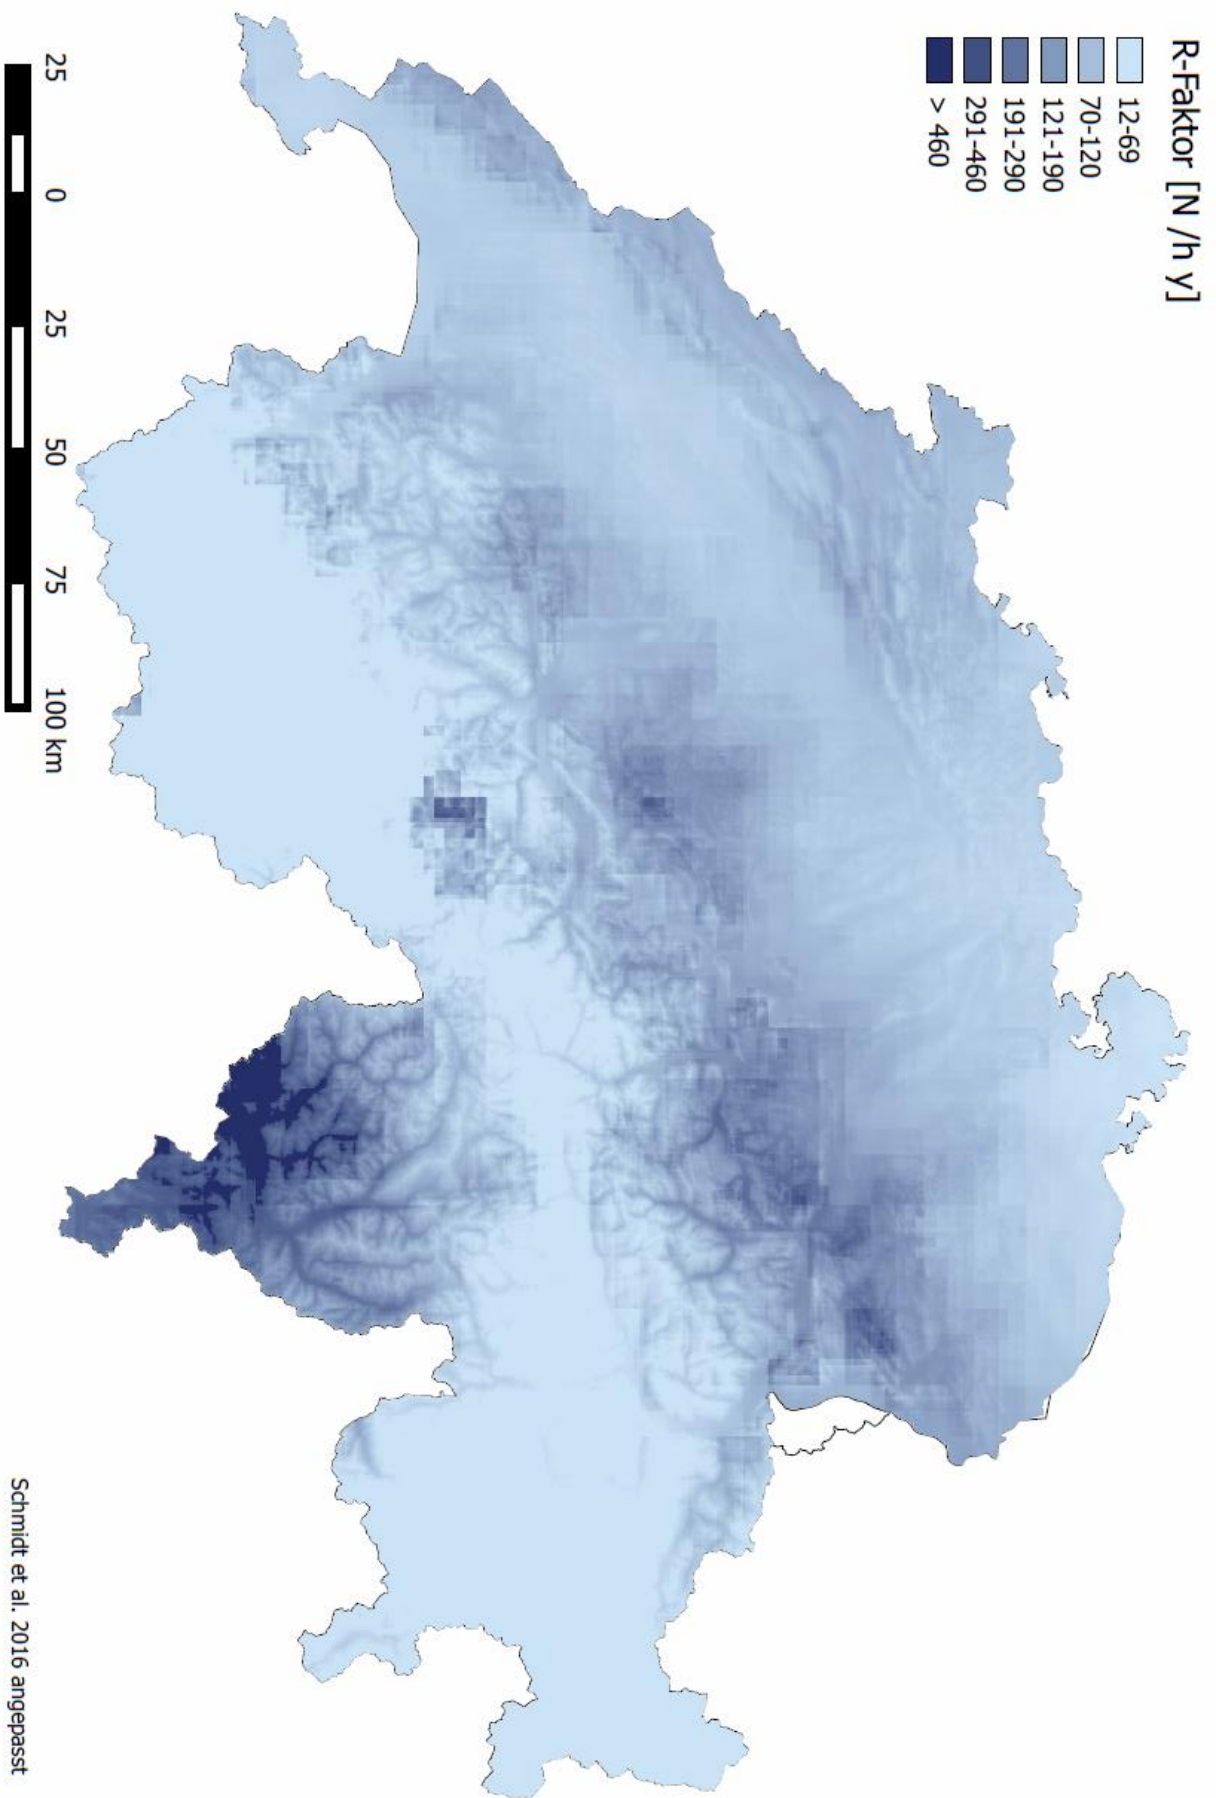 R-Faktor [N /h y]
12-69
70-120
121-190
191-290
291-460
> 460
25 0 25 50 75 100 km
Schmidt et al. 2016 angepasst